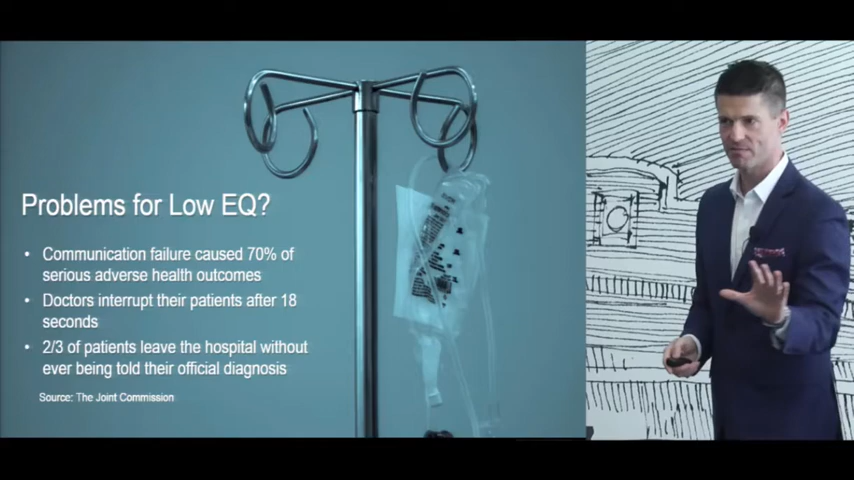 Problems for Low EQ?
• Communication failure caused 70% of
serious adverse health outcomes
• Doctors interrupt their patients after 18
seconds
• 2/3 of patients leave the hospital without
ever being told their official diagnosis
Source: The Joint Commission